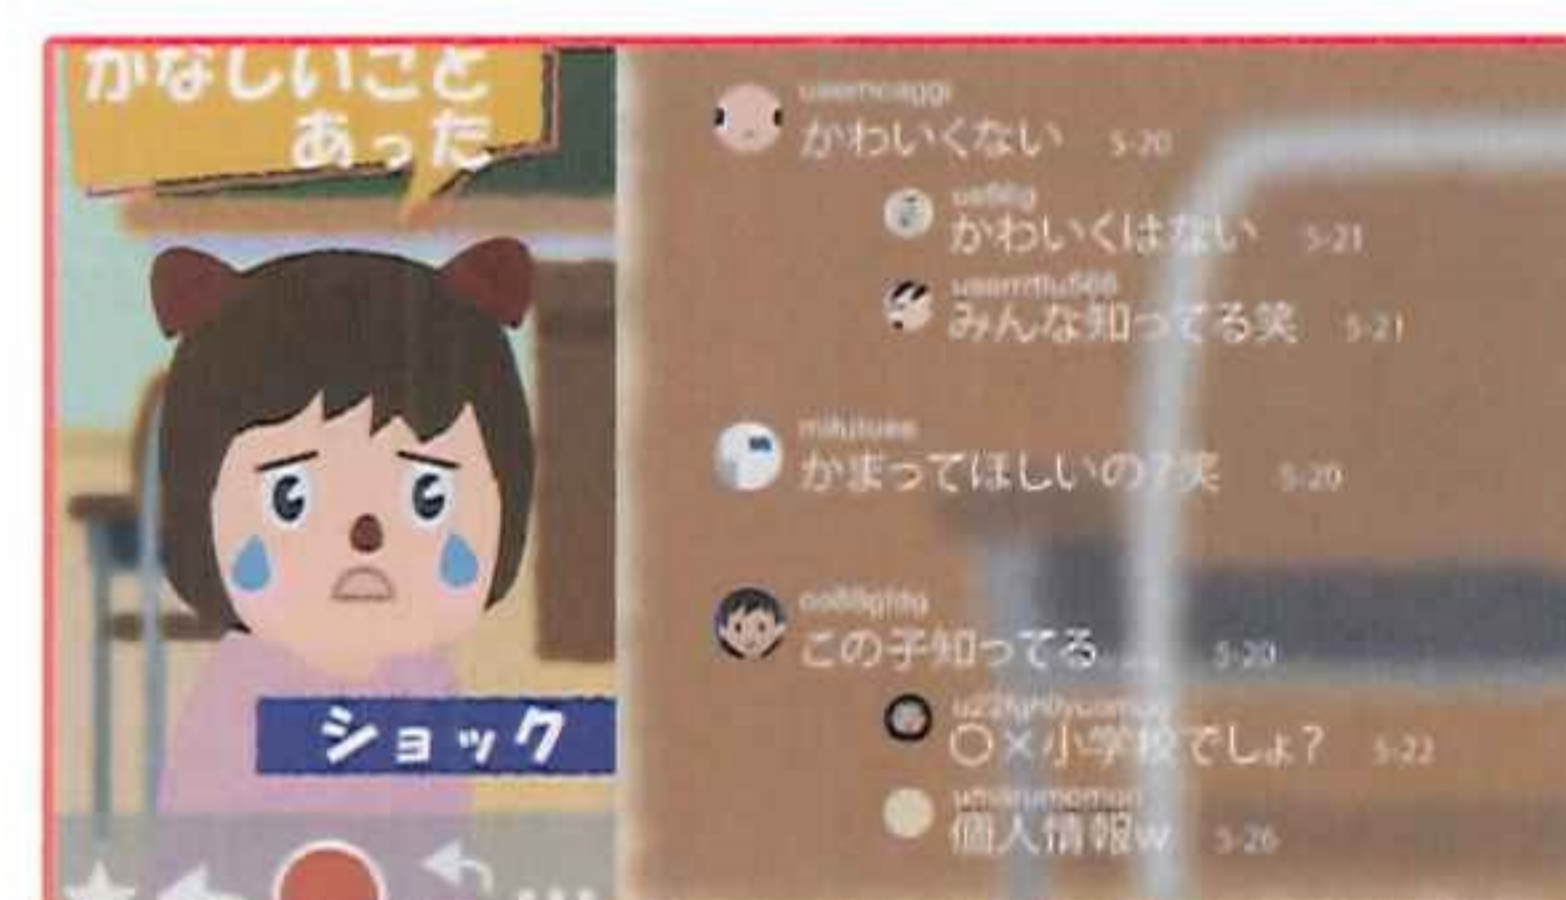 かなしいこと
あった
ショック
かわいくない 5-20
かわいくはない 5-21
みんな知ってる笑 5-21
かまってほしいの?笑 5-20
この子知ってる 5-20
〇×小学校でしょ? 5-22
個人情報w 5-26